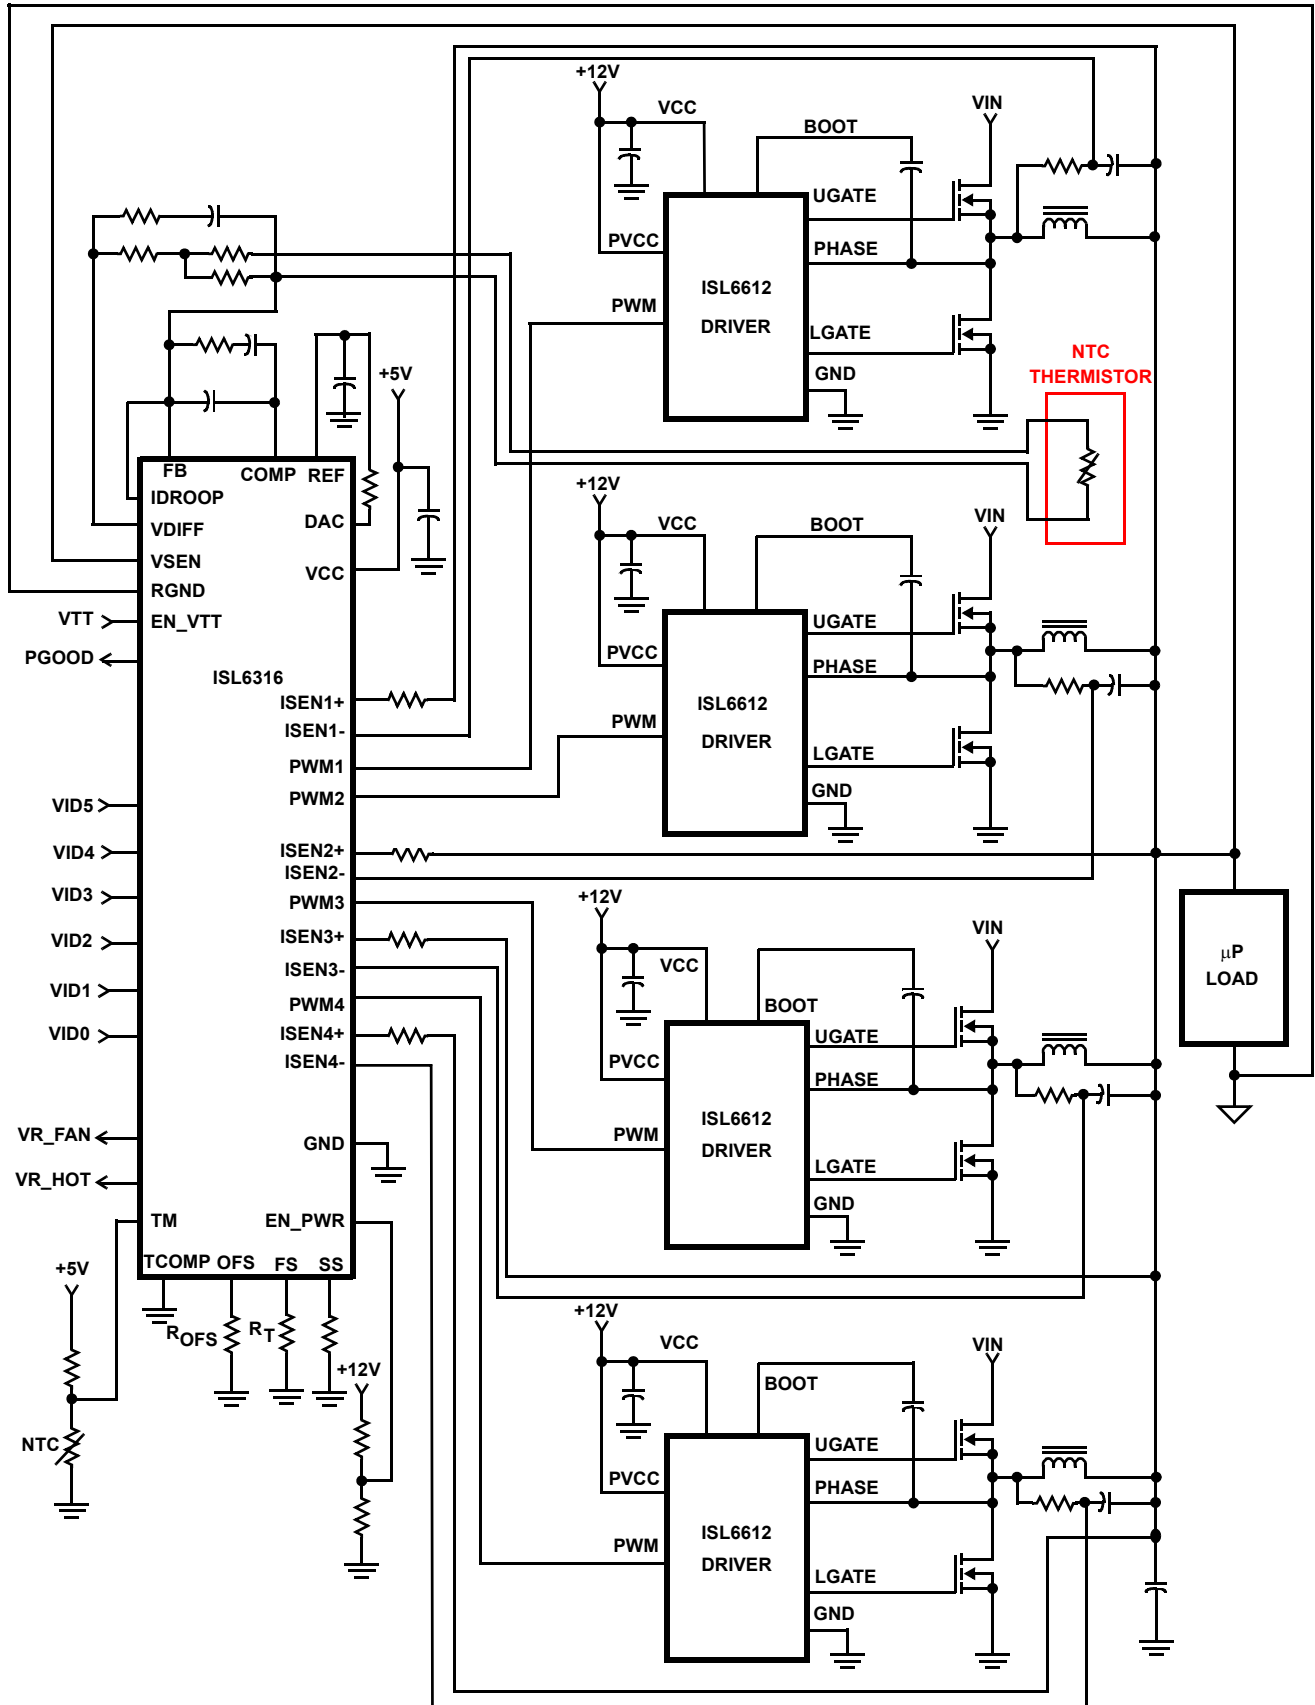 +12V
VCC
BOOT
VIN
UGATE
PVCC
PHASE
ISL6612
DRIVER
PWM
LGATE
GND
NTC
THERMISTOR
+5V
FB
COMP
REF
IDROOP
DAC
VDIFF
VSEN
VCC
RGND
VTT
EN_VTT
PGOOD
ISL6316
ISEN1+
ISEN1-
PWM1
PWM2
VID5
VID4
ISEN2+
ISEN2-
VID3
PWM3
VID2
ISEN3+
ISEN3-
VID1
PWM4
VID0
ISEN4+
ISEN4-
VR_FAN
GND
VR_HOT
TM
EN_PWR
TCOMP
OFS
FS
SS
+5V
ROFS
RT
+12V
NTC
+12V
VCC
BOOT
VIN
UGATE
PVCC
PHASE
ISL6612
DRIVER
PWM
LGATE
GND
+12V
VCC
BOOT
VIN
UGATE
PVCC
PHASE
ISL6612
DRIVER
PWM
LGATE
GND
μP
LOAD
+12V
VCC
BOOT
VIN
UGATE
PVCC
PHASE
ISL6612
DRIVER
PWM
LGATE
GND